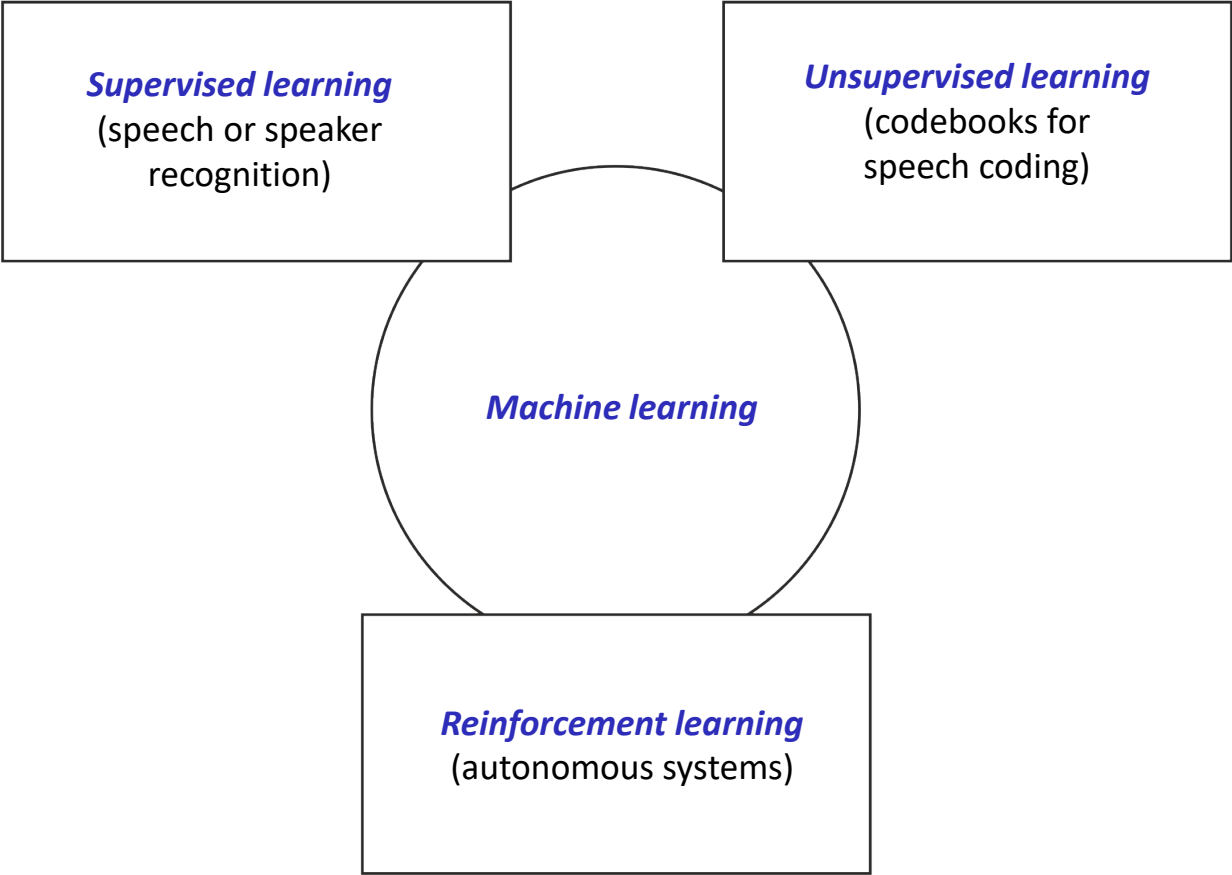 Supervised learning
(speech or speaker
recognition)
Unsupervised learning
(codebooks for
speech coding)
Machine learning
Reinforcement learning
(autonomous systems)